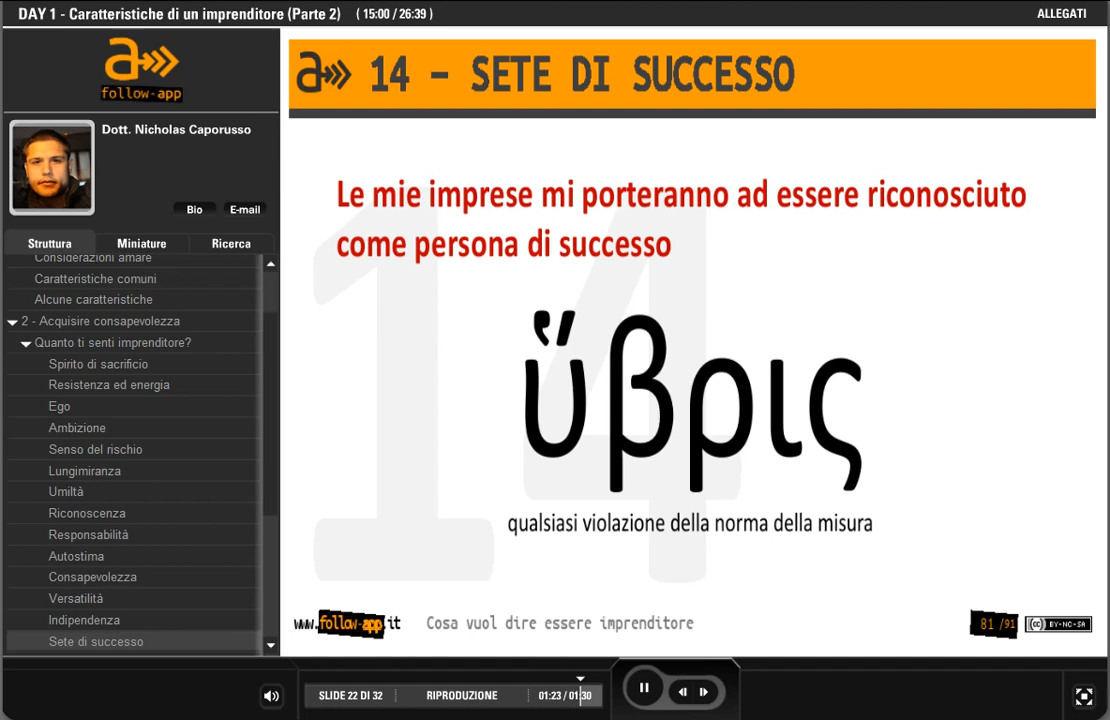 DAY 1 - Caratteristiche di un imprenditore (Parte 2) ( 15:00 / 26:39 )
ALLEGATI
a
follow-app
Dott. Nicholas Caporusso
Bio E-mail
Struttura Miniature Ricerca
Considerazioni amare
Caratteristiche comuni
Alcune caratteristiche
2 - Acquisire consapevolezza
Quanto ti senti imprenditore?
Spirito di sacrificio
Resistenza ed energia
Ego
Ambizione
Senso del rischio
Lungimiranza
Umiltà
Riconoscenza
Responsabilità
Autostima
Consapevolezza
Versatilità
Indipendenza
Sete di successo
a 14 - SETE DI SUCCESSO
14
Le mie imprese mi porteranno ad essere riconosciuto
come persona di successo
ὕβρις
qualsiasi violazione della norma della misura
www.follow-app.it Cosa vuol dire essere imprenditore
81 /91
cc BY-NC-SA
SLIDE 22 DI 32 RIPRODUZIONE 01:23 / 01:30